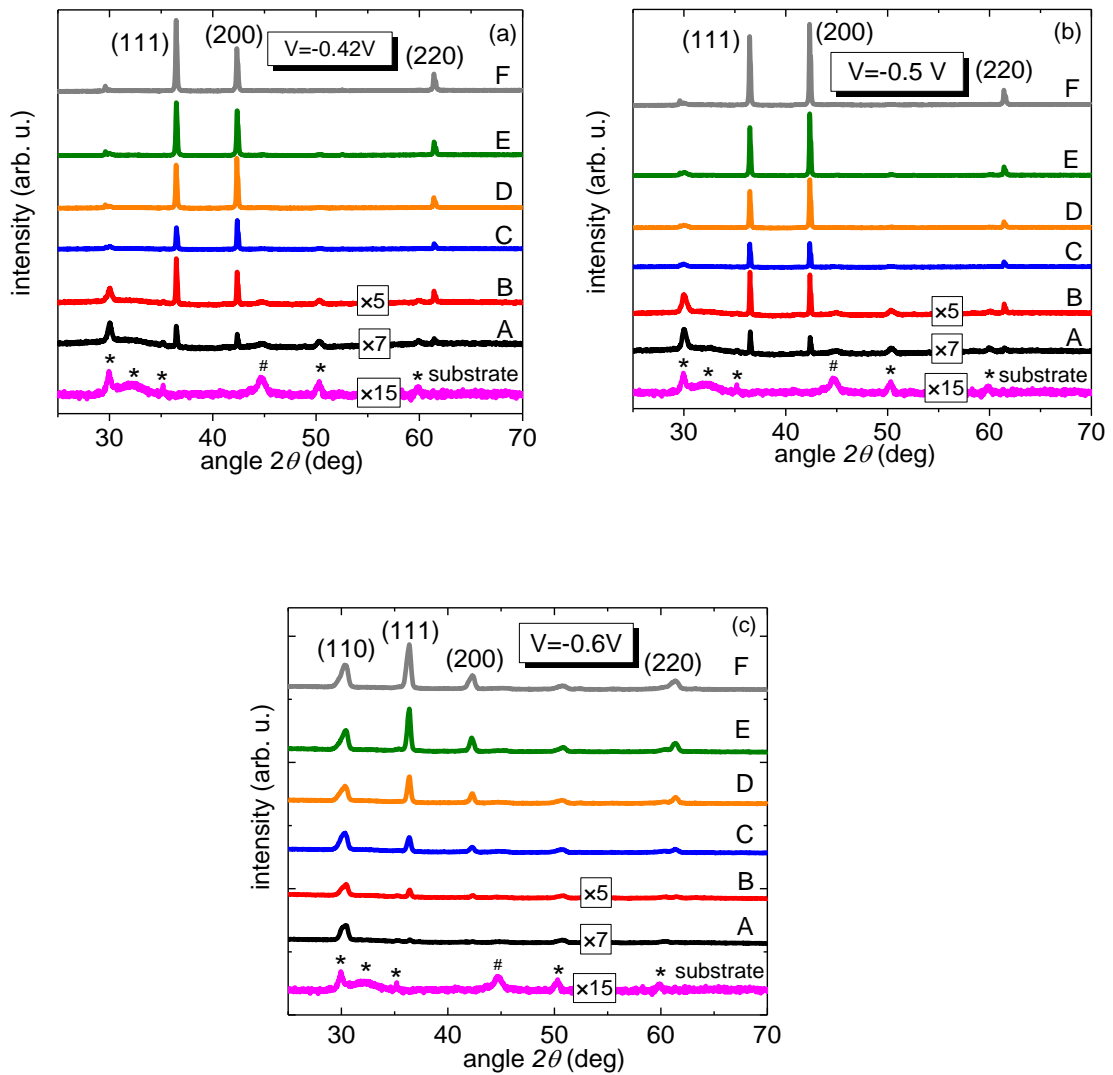 (a)
(111)
(200)
V=-0.42V
(220)
F
E
D
C
B
×5
A
×7
* * * # * *
substrate
×15
intensity (arb. u.)
30 40 50 60 70
angle 2θ (deg)
(b)
(111)
(200)
V=-0.5 V
(220)
F
E
D
C
B
×5
A
×7
* * * # * *
substrate
×15
intensity (arb. u.)
30 40 50 60 70
angle 2θ (deg)
(c)
(110)
(111)
(200)
V=-0.6V
(220)
F
E
D
C
B
×5
A
×7
* * * # * *
substrate
×15
intensity (arb. u.)
30 40 50 60 70
angle 2θ (deg)